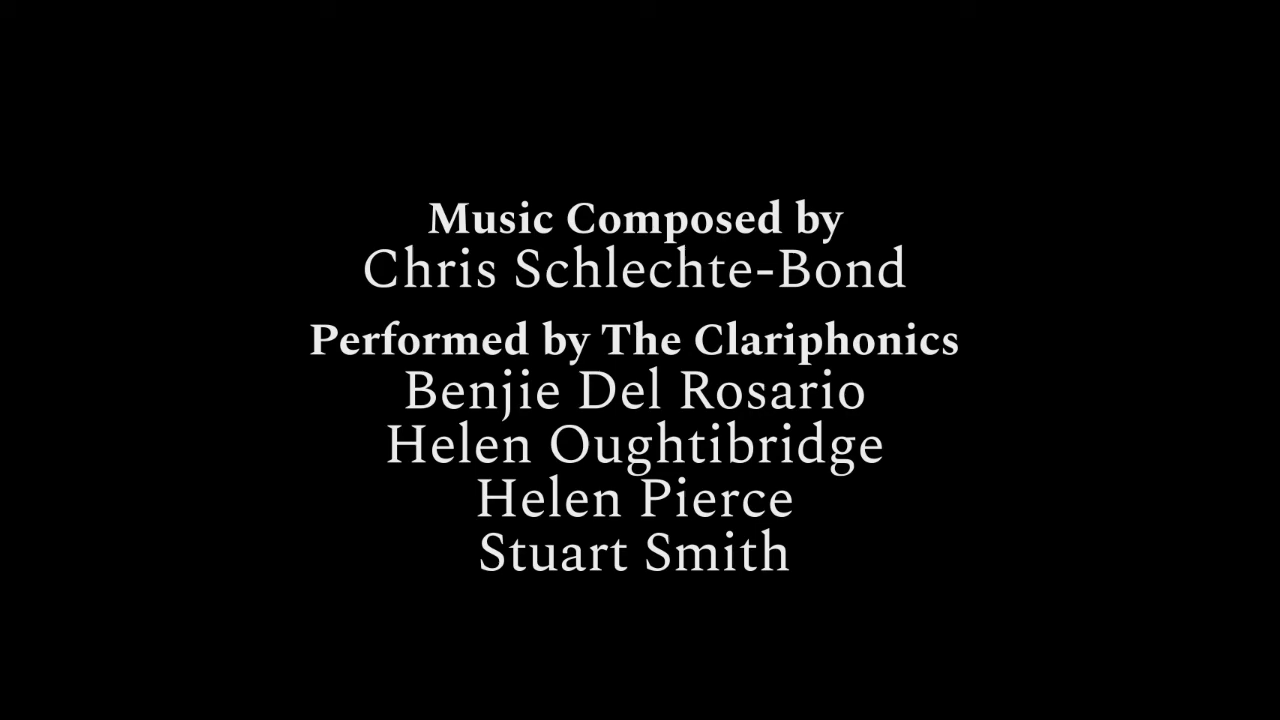 Music Composed by
Chris Schlechte-Bond
Performed by The Clariphonics
Benjie Del Rosario
Helen Oughtibridge
Helen Pierce
Stuart Smith